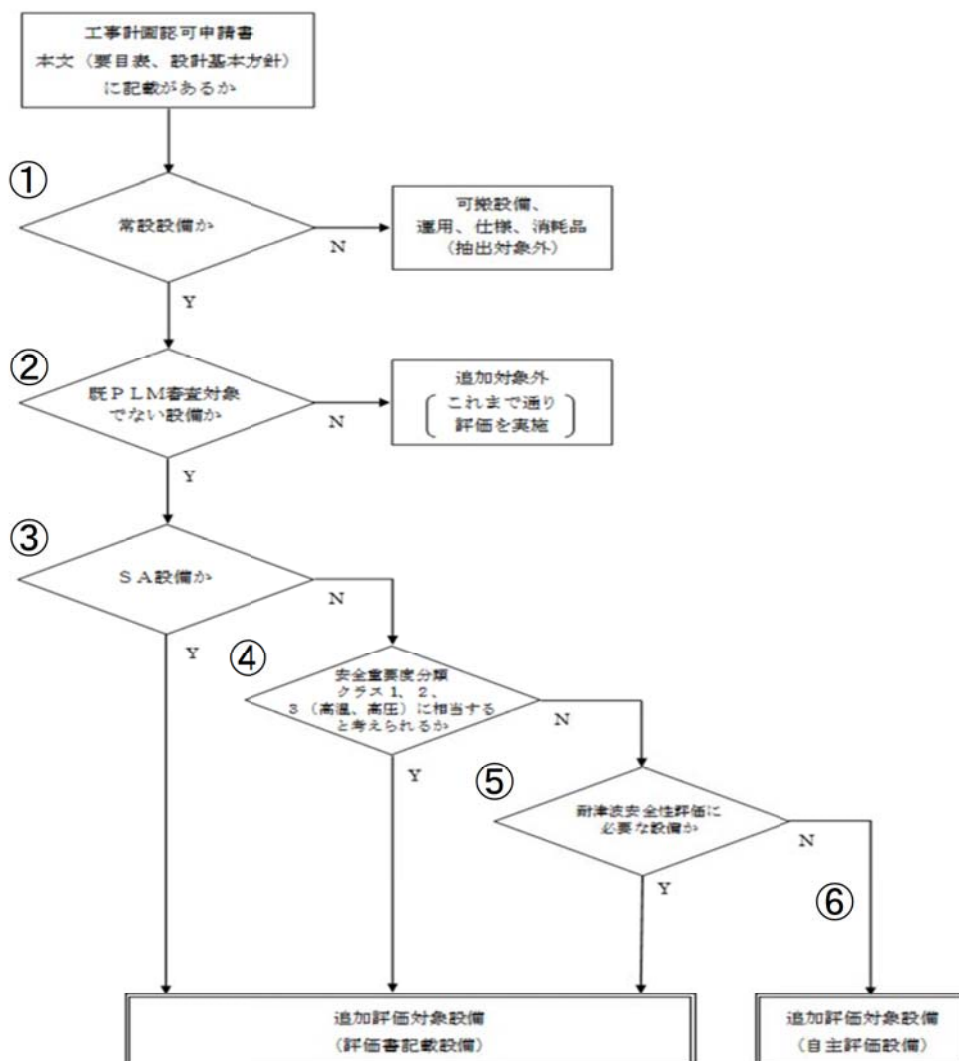 工事計画認可申請書
本文(要目表、設計基本方針)
に記載があるか
①
常設設備か
N
可搬設備、
運用、仕様、消耗品
(抽出対象外)
Y
②
既PLM審査対象
でない設備か
N
追加対象外
これまで通り
評価を実施
Y
③
SA設備か
N
Y
④
安全重要度分類
クラス1、2、
3(高温、高圧)に相当する
と考えられるか
N
Y
⑤
耐津波安全性評価に
必要な設備か
N
Y
⑥
追加評価対象設備
(評価書記載設備)
追加評価対象設備
(自主評価設備)